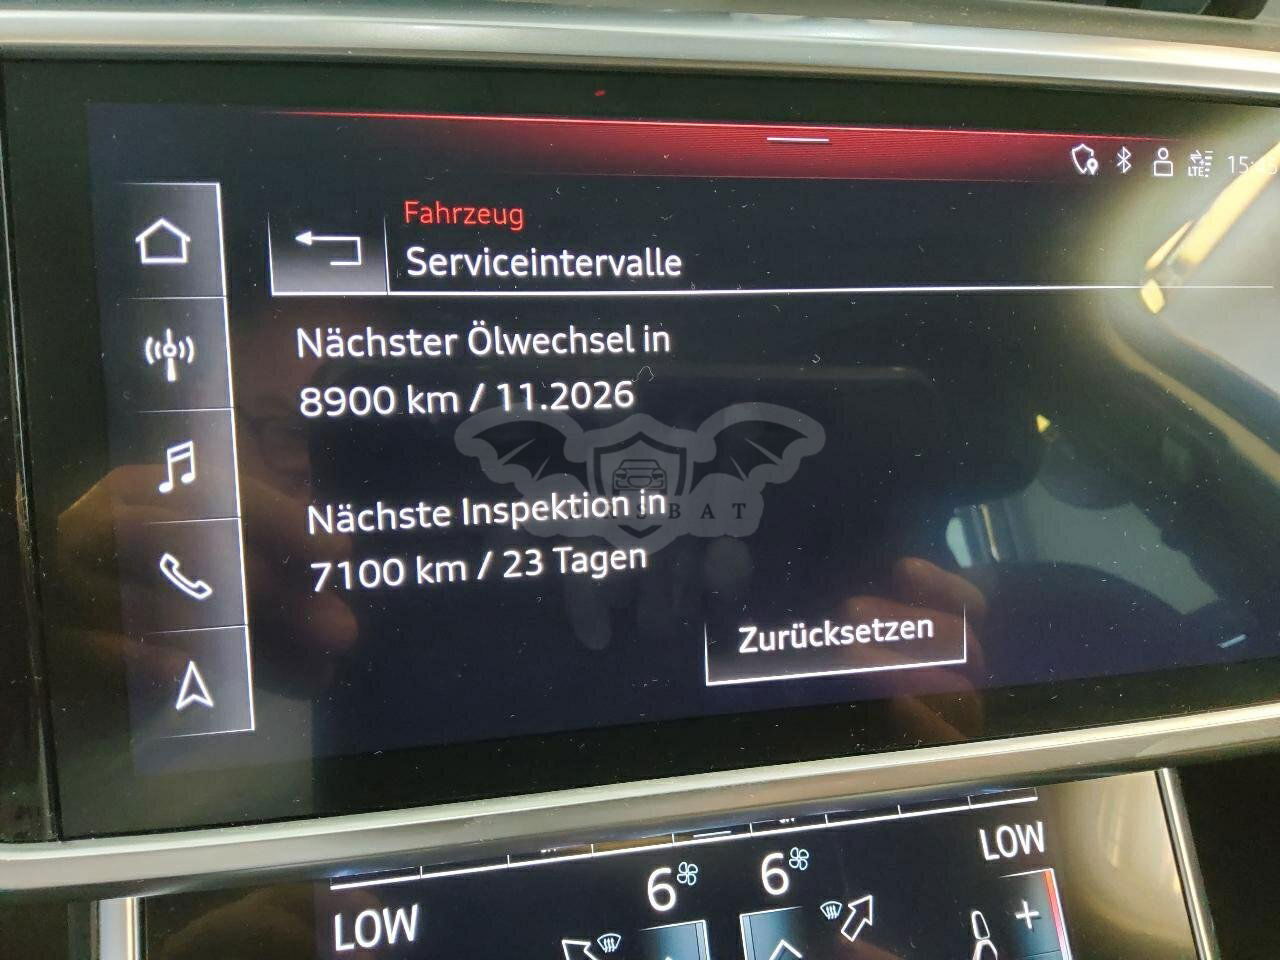 LTE
Fahrzeug
Serviceintervalle
Nächster Ölwechsel in
8900 km / 11.2026
Nächste Inspektion in
7100 km / 23 Tagen
Zurücksetzen
6 6
LOW
LOW
+